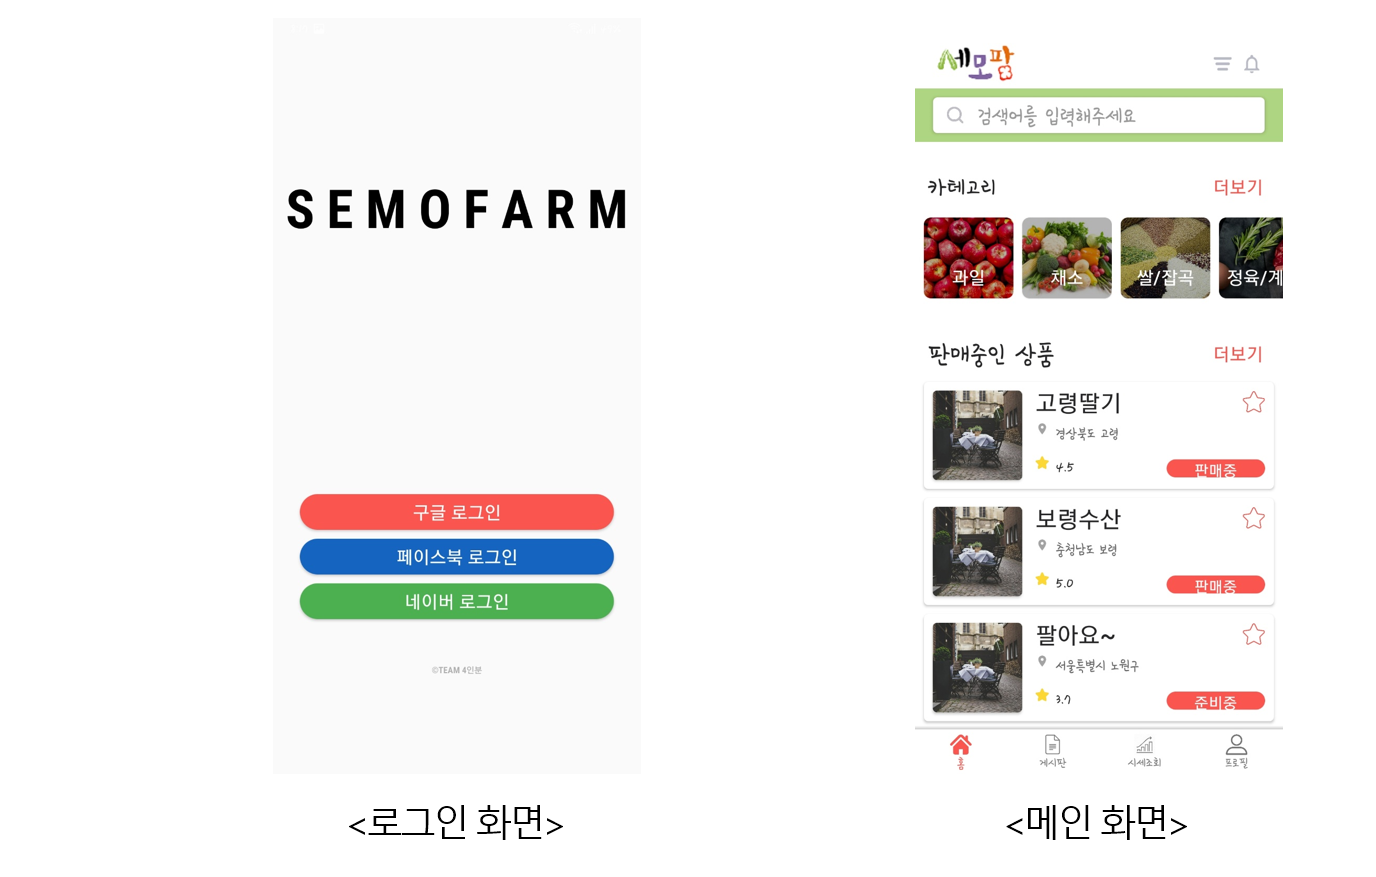 SEMOFARM
구글 로그인
페이스북 로그인
네이버 로그인
©TEAM 4인분
<로그인 화면>
세모팜
검색어를 입력해주세요
카테고리 더보기
과일 채소 쌀/잡곡 정육/계
판매중인 상품 더보기
고령딸기
경상북도 고령
4.5 판매중
보령수산
충청남도 보령
5.0 판매중
팔아요~
서울특별시 노원구
3.7 준비중
홈 게시판 시세조회 프로필
<메인 화면>